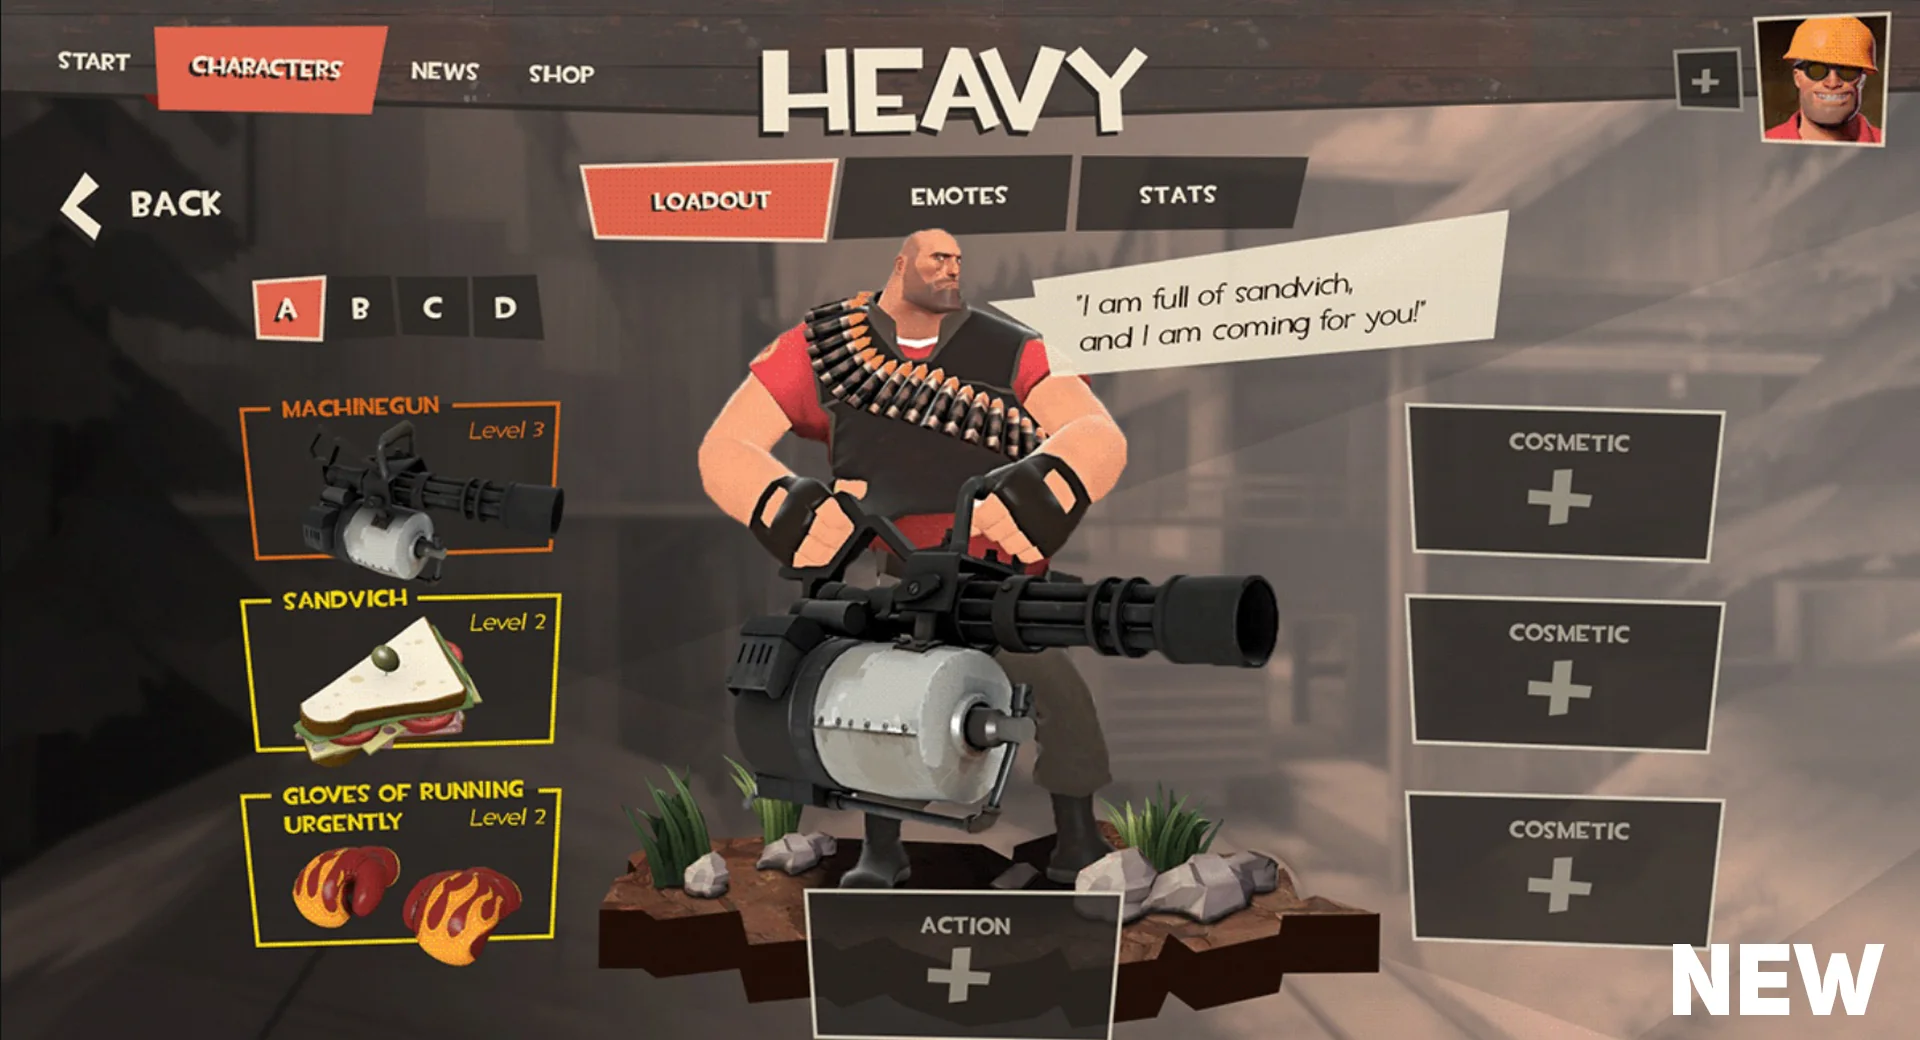 START
CHARACTERS
NEWS
SHOP
HEAVY
BACK
LOADOUT
EMOTES
STATS
"I am full of sandvich,
and I am coming for you!"
A
B
C
D
MACHINEGUN
Level 3
SANDVICH
Level 2
GLOVES OF RUNNING
URGENTLY
Level 2
COSMETIC
COSMETIC
COSMETIC
ACTION
NEW